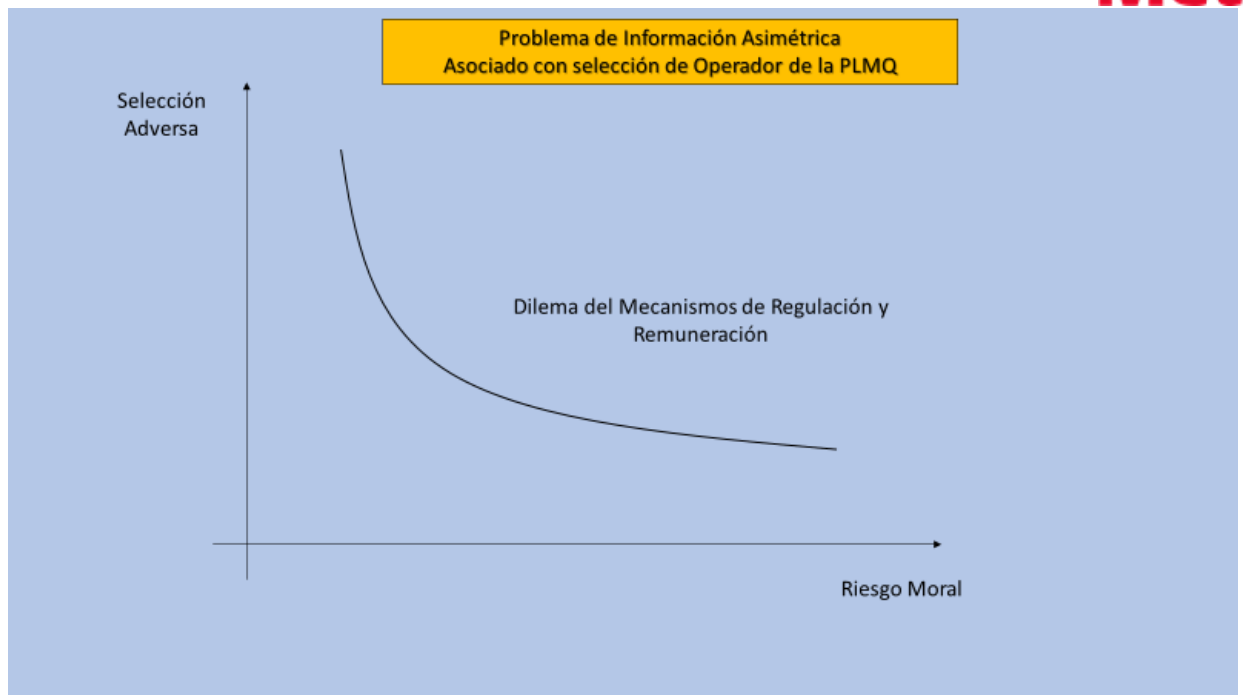 Problema de Información Asimétrica
Asociado con selección de Operador de la PLMQ
Selección
Adversa
Dilema del Mecanismos de Regulación y
Remuneración
Riesgo Moral